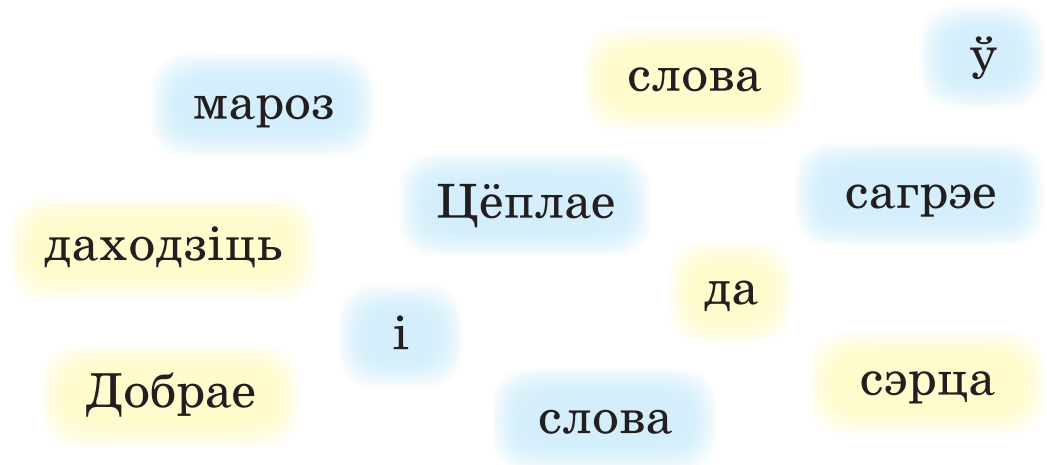 ў
слова
мароз
Цёплае
сагрэе
даходзіць
да
і
Добрае
сэрца
слова